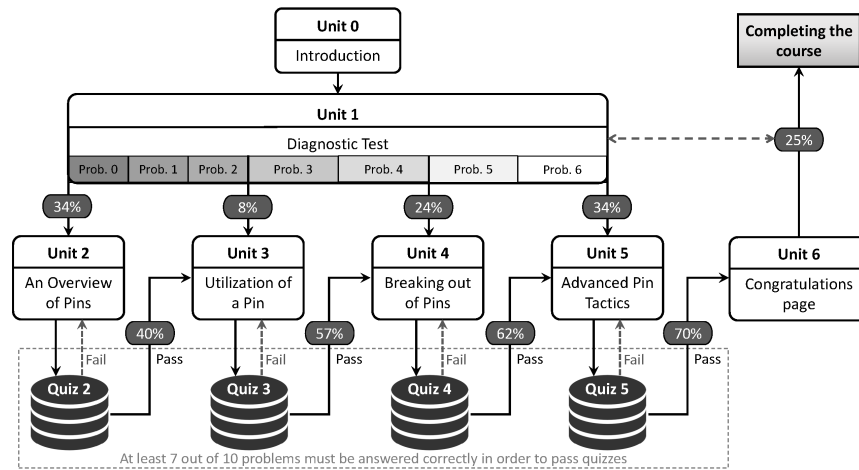 Unit 0
Introduction
Completing the
course
Unit 1
Diagnostic Test
25%
Prob. 0
Prob. 1
Prob. 2
Prob. 3
Prob. 4
Prob. 5
Prob. 6
34%
8%
24%
34%
Unit 2
An Overview
of Pins
Unit 3
Utilization of
a Pin
Unit 4
Breaking out
of Pins
Unit 5
Advanced Pin
Tactics
Unit 6
Congratulations
page
40%
57%
62%
70%
Fail
Pass
Fail
Pass
Fail
Pass
Fail
Pass
Quiz 2
Quiz 3
Quiz 4
Quiz 5
At least 7 out of 10 problems must be answered correctly in order to pass quizzes